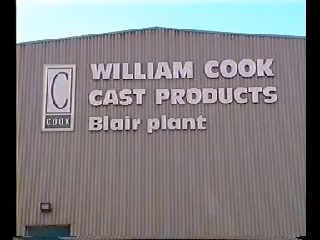 C
COOK
WILLIAM COOK
CAST PRODUCTS
Blair plant